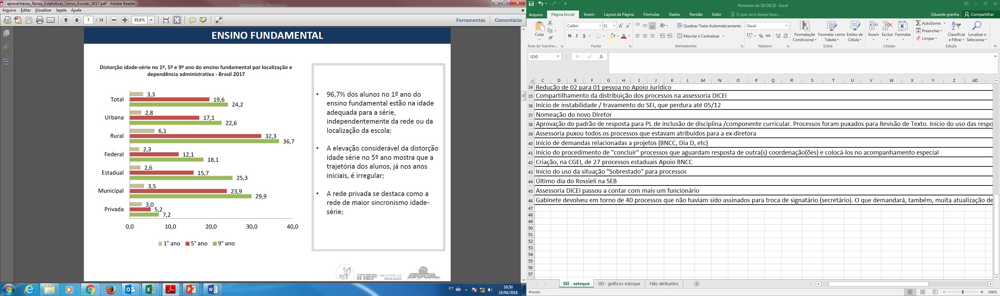 apresentacao_Notas_Estatisticas_Censo_Escolar_2017.pdf - Adobe Reader
Arquivo Editar Visualizar Janela Ajuda
7 / 24 93,6% Ferramentas Comentário
ENSINO FUNDAMENTAL
Distorção idade-série no 1º, 5º e 9º ano do ensino fundamental por localização e
dependência administrativa - Brasil 2017
Total 3,3 19,6 24,2
Urbana 2,8 17,1 22,6
Rural 6,1 32,3 36,7
Federal 2,3 12,1 18,1
Estadual 2,6 15,7 25,3
Municipal 3,5 23,9 29,9
Privada 3,0 5,2 7,2
0,0 10,0 20,0 30,0 40,0
1° ano 5° ano 9° ano
• 96,7% dos alunos no 1º ano do
ensino fundamental estão na idade
adequada para a série,
independentemente da rede ou da
localização da escola;
• A elevação considerável da distorção
idade série no 5º ano mostra que a
trajetória dos alunos, já nos anos
iniciais, é irregular;
• A rede privada se destaca como a
rede de maior sincronismo idade-
série;
inep
MINISTÉRIO DA
EDUCAÇÃO
BRASIL
PT 16:50
24/04/2018
Números do SEI DICEI - Excel
Arquivo Página Inicial Inserir Layout da Página Fórmulas Dados Revisão Exibir O que você deseja fazer... Eduardo granha Compartilhar
Colar
Calibri 11
N I S
Quebrar Texto Automaticamente
Mesclar e Centralizar
Geral
% 000
Formatação
Condicional
Formatar como
Tabela
Estilos de
Célula
Inserir Excluir Formatar
AutoSoma
Preencher
Limpar
Classificar
e Filtrar
Localizar e
Selecionar
Área de Transfer... Fonte Alinhamento Número Estilo Células Edição
G50 fx
C D E F G H I J K L M N O P Q R S T U V W X Y Z AD
34 Redução de 02 para 01 pessoa no Apoio Jurídico
35 Compartilhamento da distribuição dos processos na assessoria DICEI
36 Início de instabilidade / travamento do SEI, que perdura até 05/12
37 Nomeação do novo Diretor
38 Aprovação do padrão de resposta para PL de inclusão de disciplina /componente curricular. Processos foram puxados para Revisão de Texto. Início do uso das respo
39 Assessoria puxou todos os processos que estavam atribuídos para a ex-diretora
40 Início de demandas relacionadas a projetos (BNCC, Dia D, etc)
41 Início do procedimento de "concluir" processos que aguardam resposta de outra(s) coordenação(ões) e colocá-los no acompanhamento especial
42 Criação, na CGEI, de 27 processos estaduais Apoio BNCC
43 Início do uso da situação "Sobrestado" para processos
44 Último dia do Rossieli na SEB
45 Assessoria DICEI passou a contar com mais um funcionário
46 Gabinete devolveu em torno de 40 processos que não haviam sido assinados para troca de signatário (secretário). O que demandará, também, muita atualização de
47
48
49
50
51
52
53
54
55
56
57
SEI - estoque SEI - gráficos estoque Não atribuídos
Pronto 100%